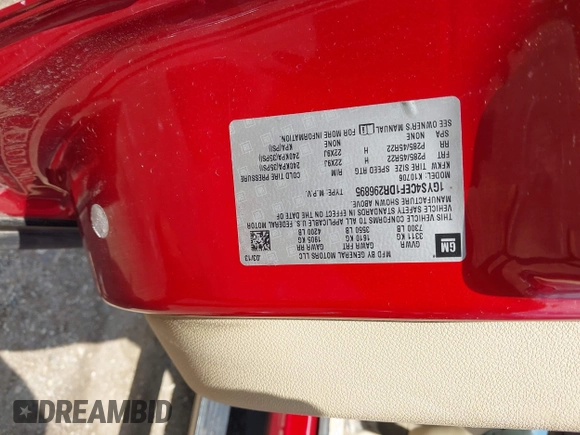 GM
MFD BY GENERAL MOTORS LLC
03/13
GVWR
GAWR FRT
GAWR RR
3311 KG
1610 KG
1905 KG
7300 LB
3550 LB
4200 LB
THIS VEHICLE CONFORMS TO ALL APPLICABLE U.S. FEDERAL MOTOR
VEHICLE SAFETY STANDARDS IN EFFECT ON THE DATE OF
MANUFACTURE SHOWN ABOVE.
1GYS4CEF1DR296895
TYPE: M.P.V.
MODEL: K10706
KFKW TIRE SIZE SPEED RTG RIM COLD TIRE PRESSURE
KPA(PSI)
FRT P285/45R22 H 22X9J 240KPA(35PSI)
RR P285/45R22 H 22X9J 240KPA(35PSI)
SPA NONE NONE
SEE OWNER'S MANUAL FOR MORE INFORMATION.
DREAMBID